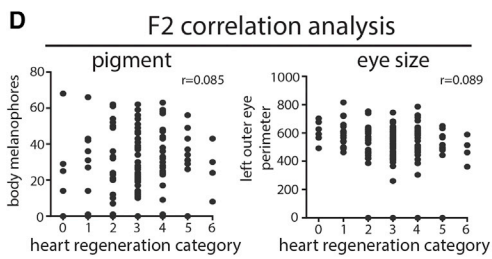 D
F2 correlation analysis
pigment
r=0.085
body melanophores
80
60
40
20
0
0 1 2 3 4 5 6
heart regeneration category
eye size
r=0.089
left outer eye
perimeter
1000
800
600
400
200
0
0 1 2 3 4 5 6
heart regeneration category